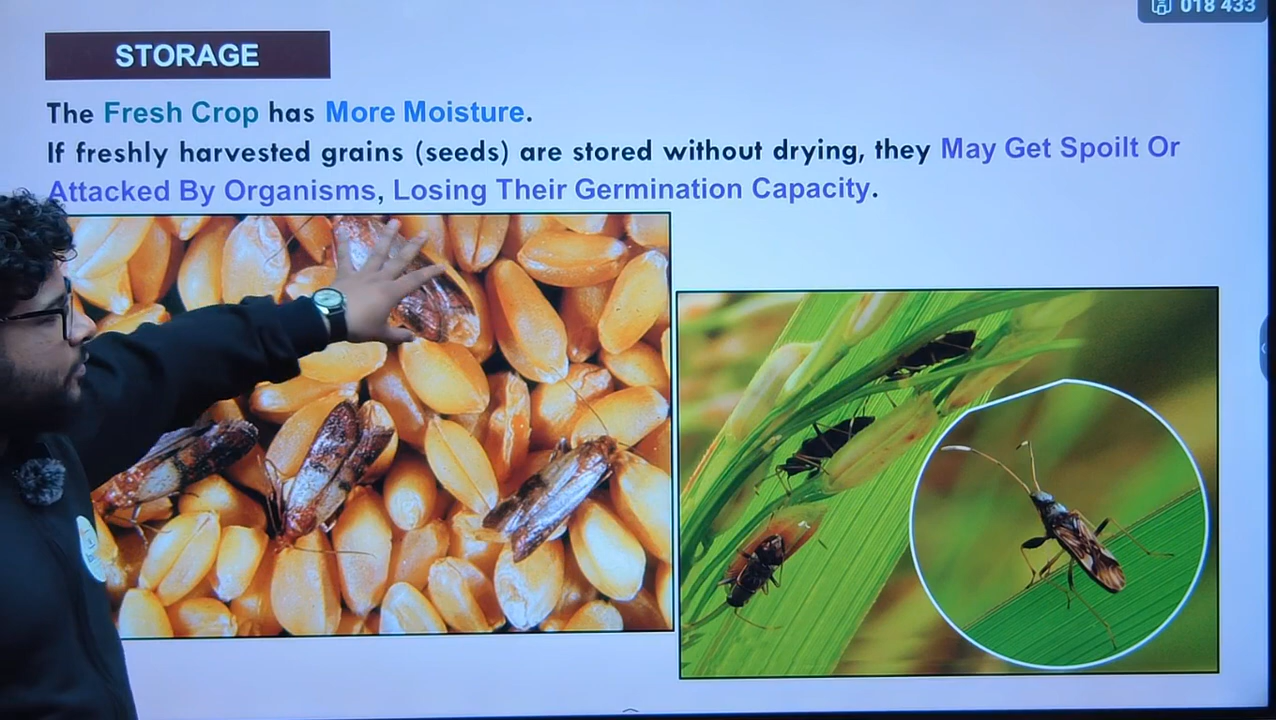 018 433
STORAGE
The Fresh Crop has More Moisture.
If freshly harvested grains (seeds) are stored without drying, they May Get Spoilt Or
Attacked By Organisms, Losing Their Germination Capacity.